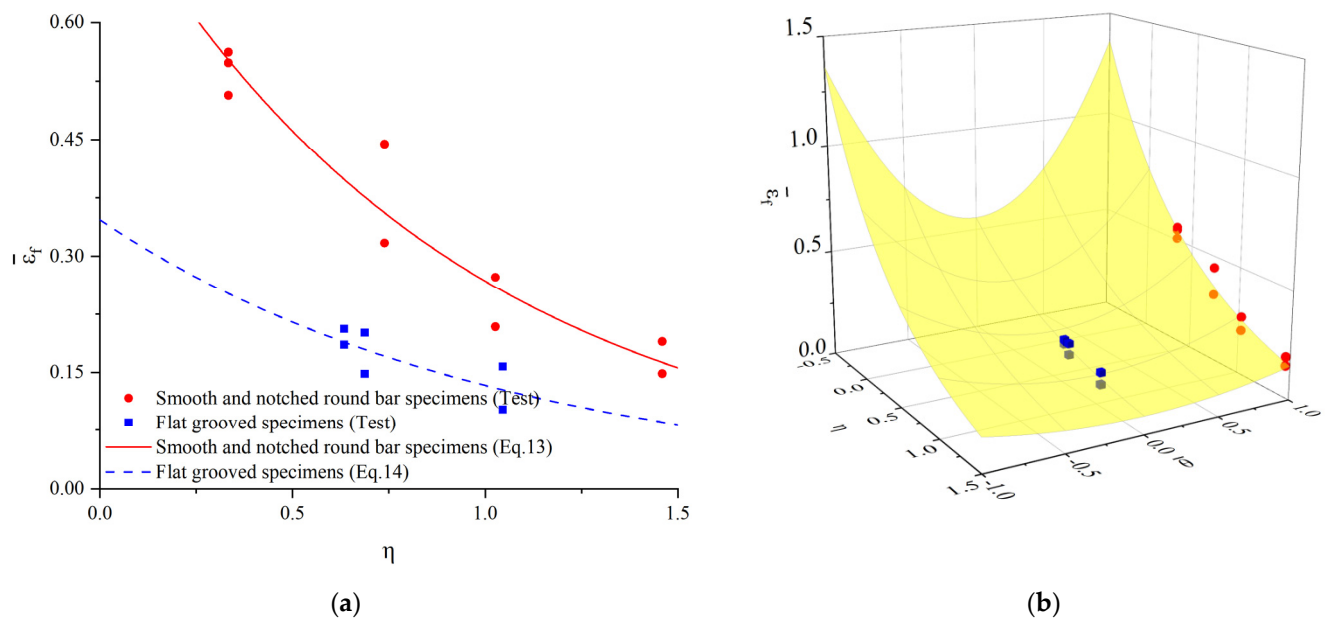 0.60
0.45
0.30
0.15
0.00
ε̄f
0.0
0.5
1.0
1.5
η
Smooth and notched round bar specimens (Test)
Flat grooved specimens (Test)
Smooth and notched round bar specimens (Eq.13)
Flat grooved specimens (Eq.14)
(a)
1.5
1.0
0.5
0.0
ε̄f
-0.5
0.0
0.5
1.0
1.5
η
-1.0
-0.5
0.0
0.5
1.0
(b)